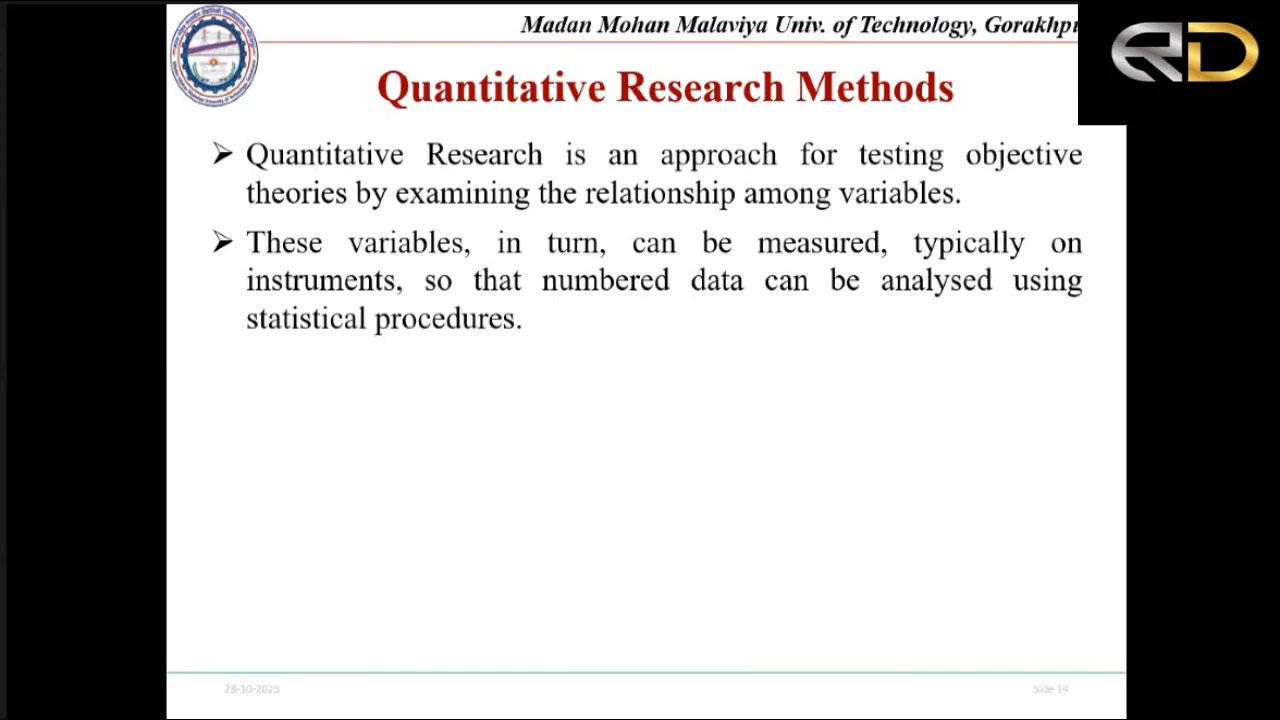 Madan Mohan Malaviya Univ. of Technology, Gorakhpu
Quantitative Research Methods
➢ Quantitative Research is an approach for testing objective
theories by examining the relationship among variables.
➢ These variables, in turn, can be measured, typically on
instruments, so that numbered data can be analysed using
statistical procedures.
28-10-2025
Side 14